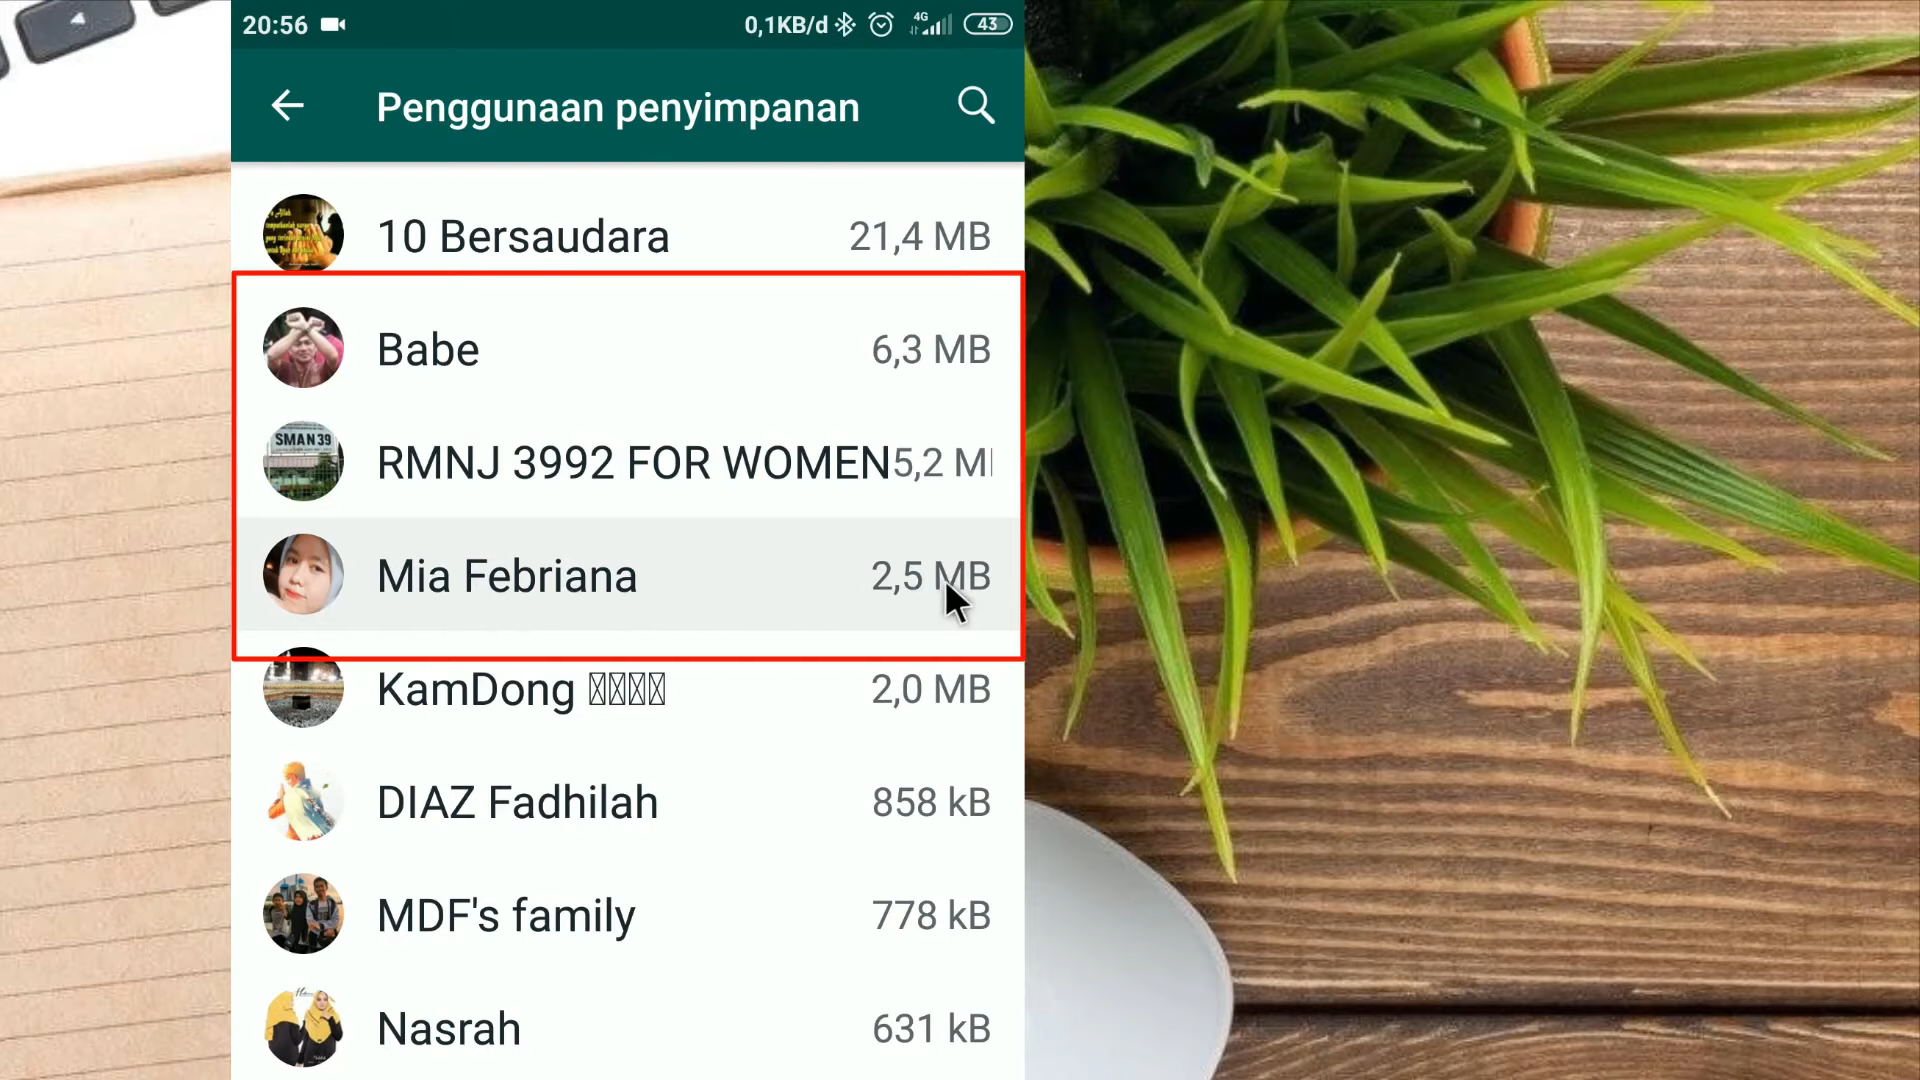 20:56 0,1KB/d 4G 43
Penggunaan penyimpanan
10 Bersaudara 21,4 MB
Babe 6,3 MB
SMAN 39
RMNJ 3992 FOR WOMEN 5,2 M
Mia Febriana 2,5 MB
KamDong 2,0 MB
DIAZ Fadhilah 858 kB
MDF's family 778 kB
Nasrah 631 kB